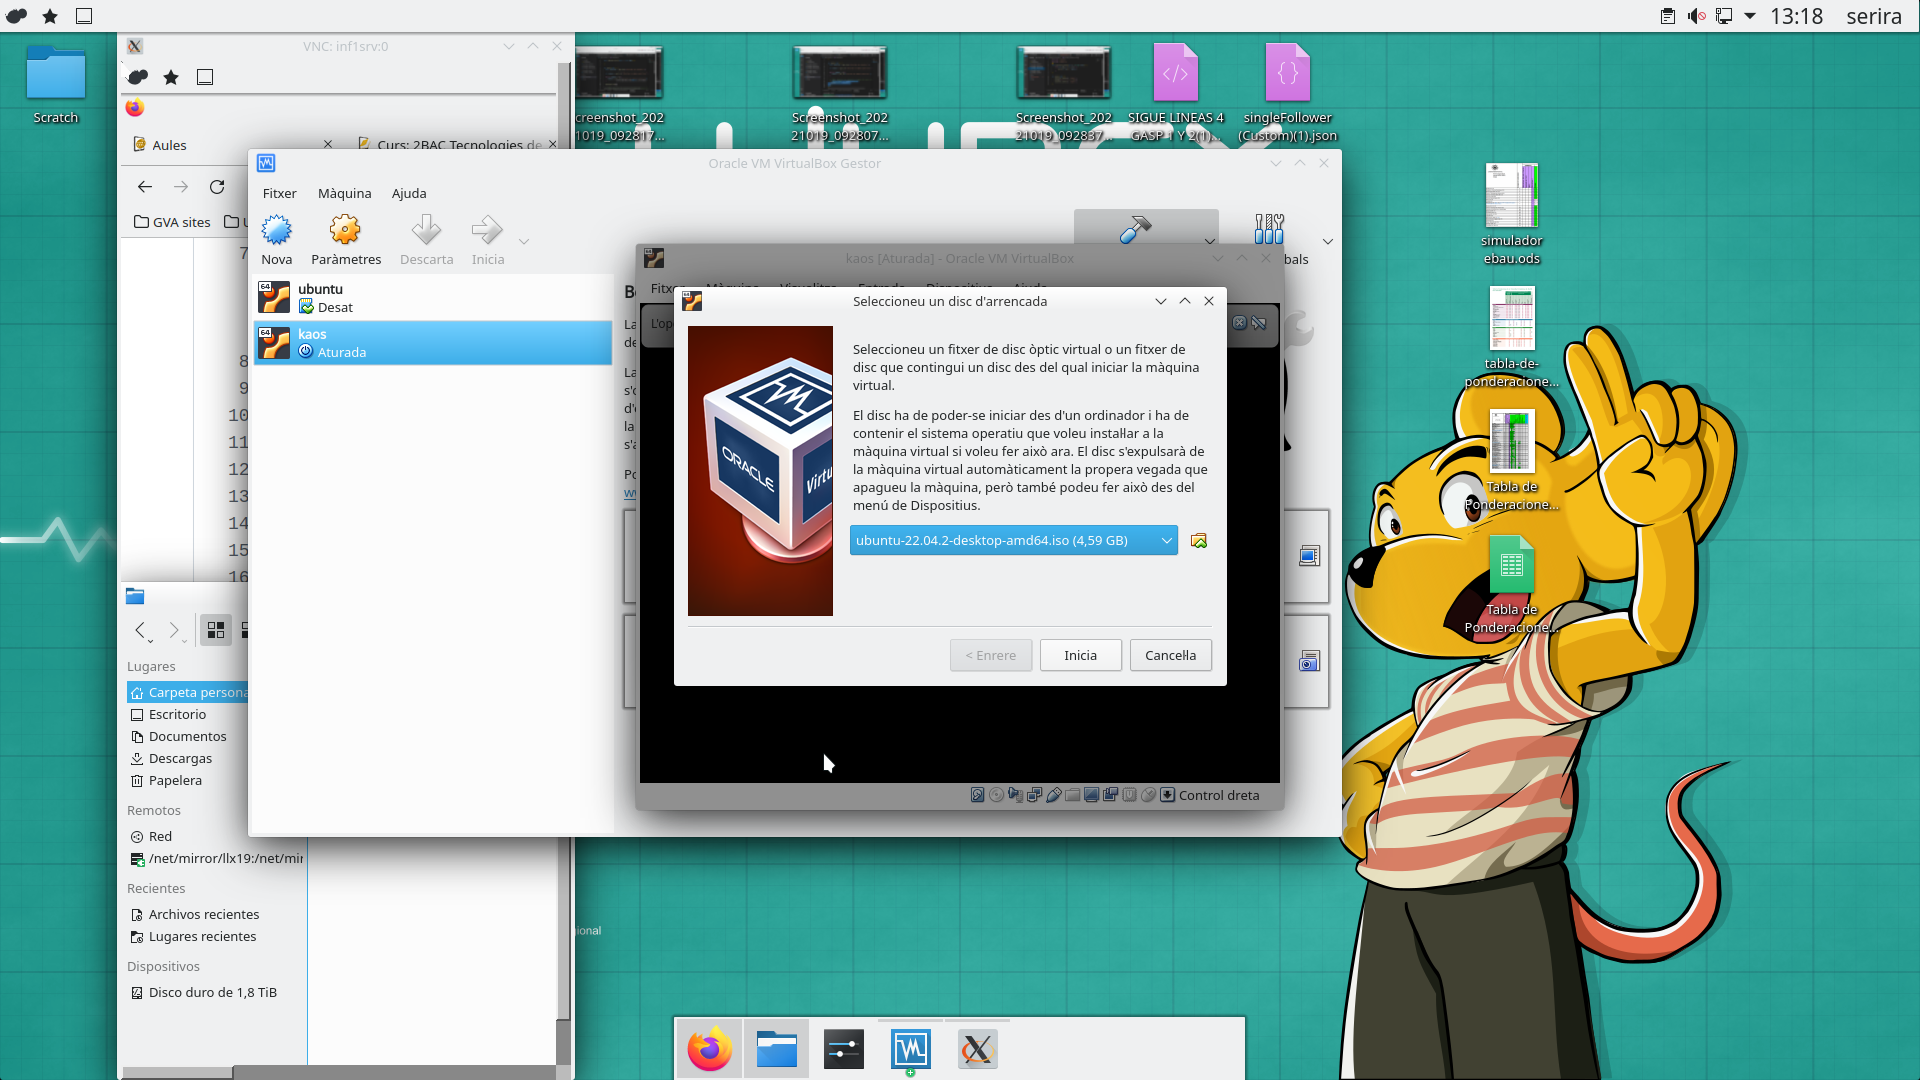 13:18
serira
Scratch
VNC: inf1srv:0
Aules
Curs: 2BAC Tecnologies de
GVA sites
7
8
9
10
11
12
13
14
15
16
creenshot_202
1019_092817...
Screenshot_202
21019_092807...
Screenshot_202
21019_092837...
SIGUE LINEAS 4
GASP 1 Y 2(1)...
singleFollower
(Custom)(1).json
simulador
ebau.ods
tabla-de-
ponderacione...
Tabla de
Ponderacione...
Tabla de
Ponderacione...
Oracle VM VirtualBox Gestor
Fitxer
Màquina
Ajuda
Nova
Paràmetres
Descarta
Inicia
bals
64
ubuntu
Desat
64
kaos
Aturada
kaos [Aturada] - Oracle VM VirtualBox
L'op
Seleccioneu un disc d'arrencada
ORACLE
Virtu
Seleccioneu un fitxer de disc òptic virtual o un fitxer de
disc que contingui un disc des del qual iniciar la màquina
virtual.
El disc ha de poder-se iniciar des d'un ordinador i ha de
contenir el sistema operatiu que voleu instaŀlar a la
màquina virtual si voleu fer això ara. El disc s'expulsarà de
la màquina virtual automàticament la propera vegada que
apagueu la màquina, però també podeu fer això des del
menú de Dispositius.
ubuntu-22.04.2-desktop-amd64.iso (4,59 GB)
< Enrere
Inicia
Canceŀla
Control dreta
Lugares
Carpeta persona
Escritorio
Documentos
Descargas
Papelera
Remotos
Red
/net/mirror/llx19:/net/mir
Recientes
Archivos recientes
Lugares recientes
Dispositivos
Disco duro de 1,8 TiB
ional